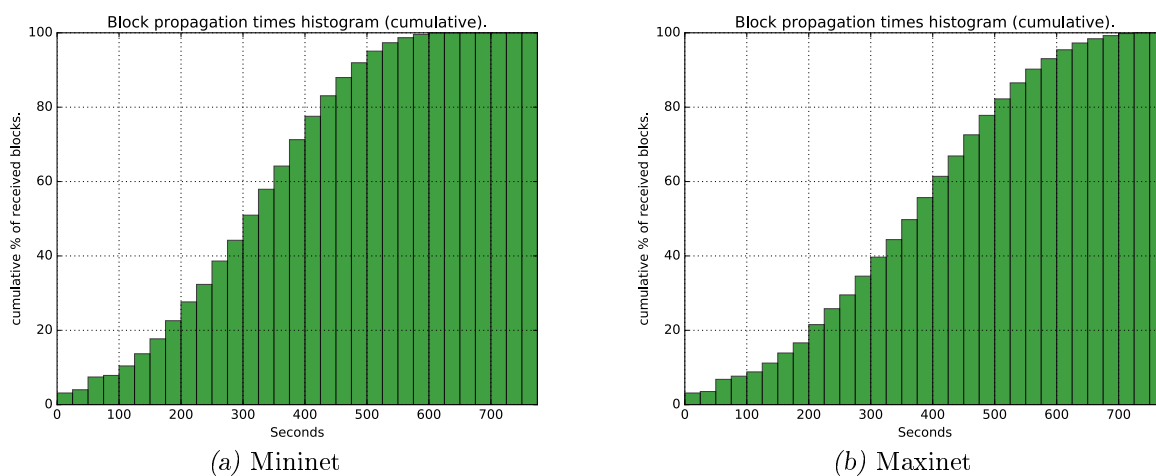 Block propagation times histogram (cumulative).
100
80
60
40
20
0
cumulative % of received blocks.
0 100 200 300 400 500 600 700
Seconds
(a) Mininet
Block propagation times histogram (cumulative).
100
80
60
40
20
0
cumulative % of received blocks.
0 100 200 300 400 500 600 700
Seconds
(b) Maxinet